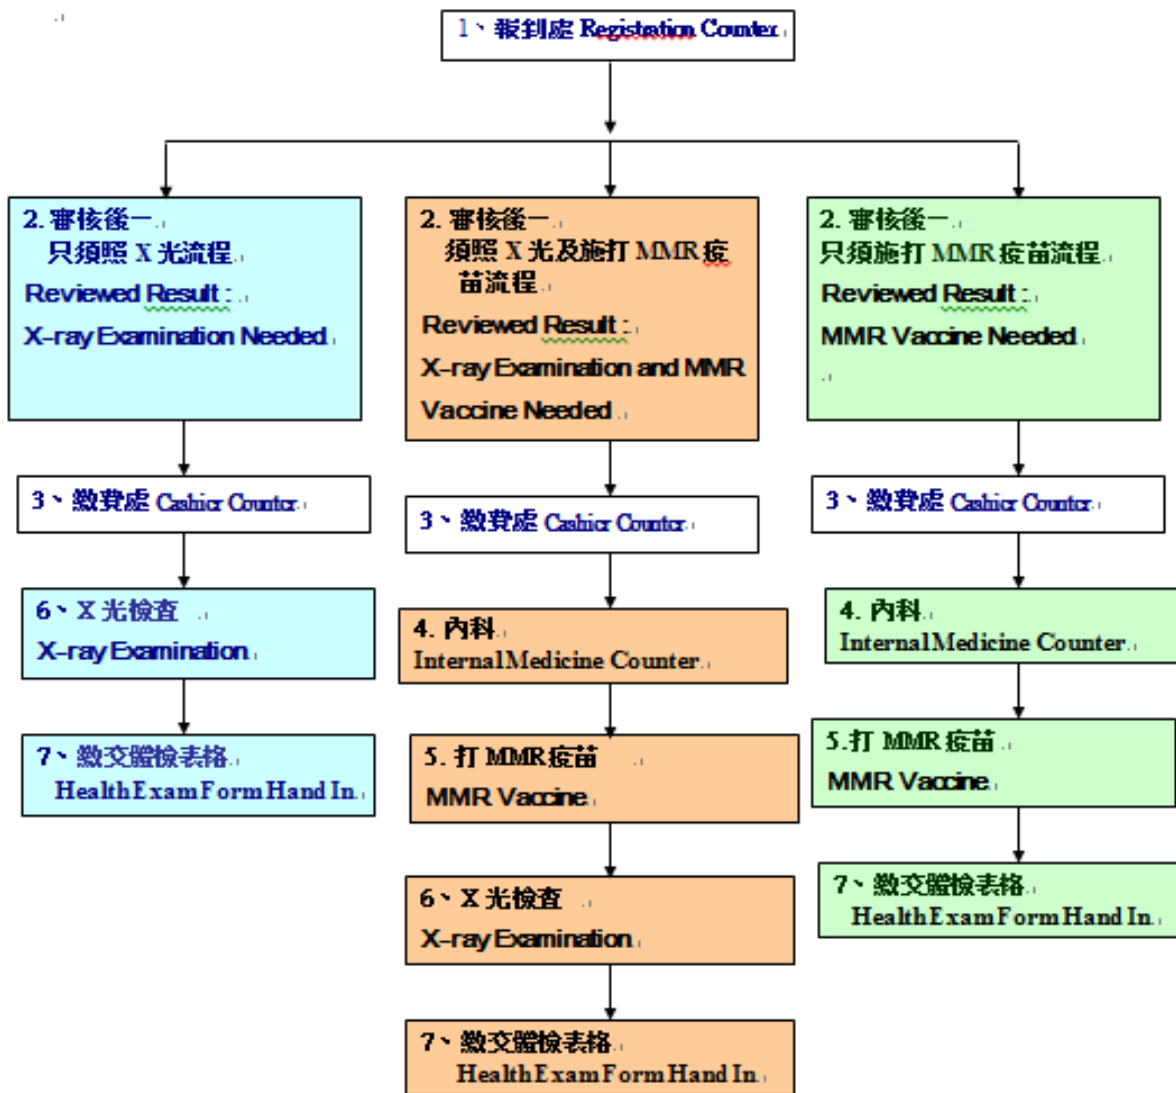 1、報到處 Registration Counter
2. 審核後一
只須照 X 光流程
Reviewed Result :
X-ray Examination Needed
2. 審核後一
須照 X 光及施打 MMR 疫
苗流程
Reviewed Result :
X-ray Examination and MMR
Vaccine Needed
2. 審核後一
只須施打 MMR 疫苗流程
Reviewed Result :
MMR Vaccine Needed
3、繳費處 Cashier Counter
3、繳費處 Cashier Counter
3、繳費處 Cashier Counter
6、X 光檢查
X-ray Examination
4. 內科
Internal Medicine Counter
4. 內科
Internal Medicine Counter
7、繳交體檢表格
Health Exam Form Hand In
5. 打 MMR 疫苗
MMR Vaccine
5.打 MMR 疫苗
MMR Vaccine
6、X 光檢查
X-ray Examination
7、繳交體檢表格
Health Exam Form Hand In
7、繳交體檢表格
Health Exam Form Hand In